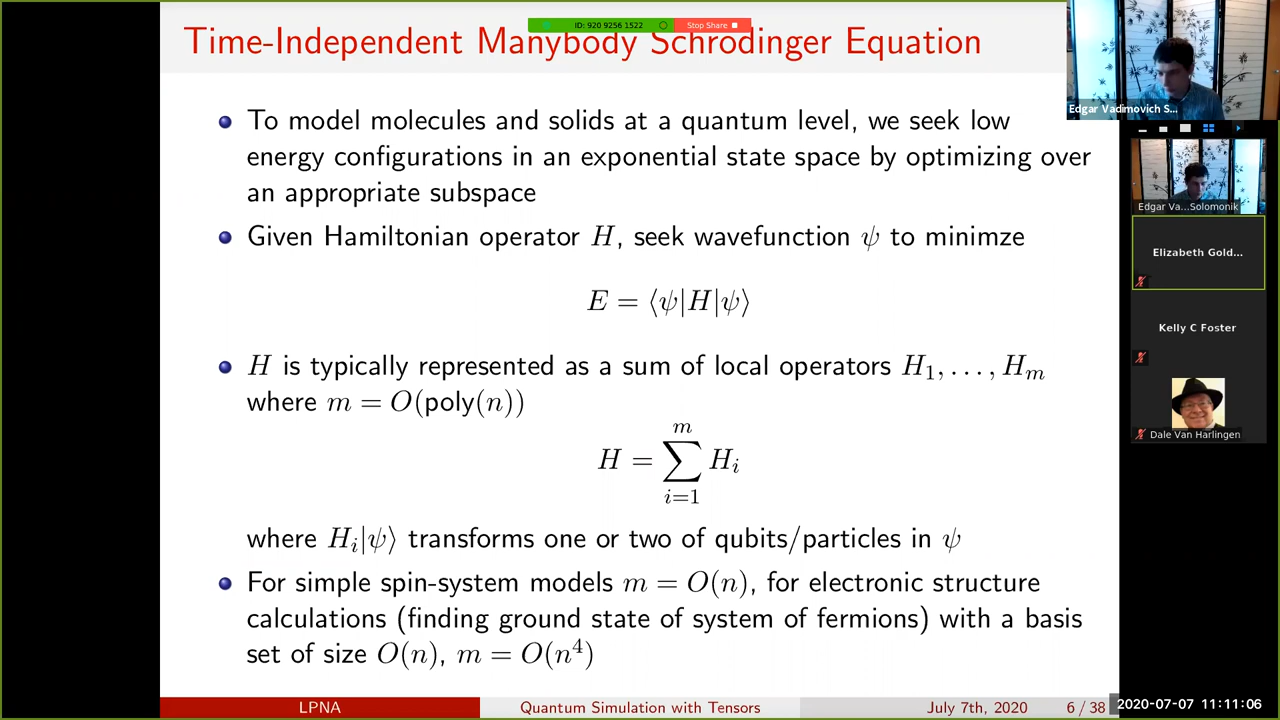 ID: 920 9256 1522
Stop Share
Time-Independent Manybody Schrödinger Equation
To model molecules and solids at a quantum level, we seek low
energy configurations in an exponential state space by optimizing over
an appropriate subspace
Given Hamiltonian operator H, seek wavefunction ψ to minimze
E = ⟨ψ|H|ψ⟩
H is typically represented as a sum of local operators H₁, . . . , Hₘ
where m = O(poly(n))
m
H = ∑ Hᵢ
i=1
where Hᵢ|ψ⟩ transforms one or two of qubits/particles in ψ
For simple spin-system models m = O(n), for electronic structure
calculations (finding ground state of system of fermions) with a basis
set of size O(n), m = O(n⁴)
LPNA
Quantum Simulation with Tensors
July 7th, 2020
6 / 38
Edgar Vadimovich S...
Edgar Va...Solomonik
Elizabeth Gold...
Kelly C Foster
Dale Van Harlingen
2020-07-07 11:11:06